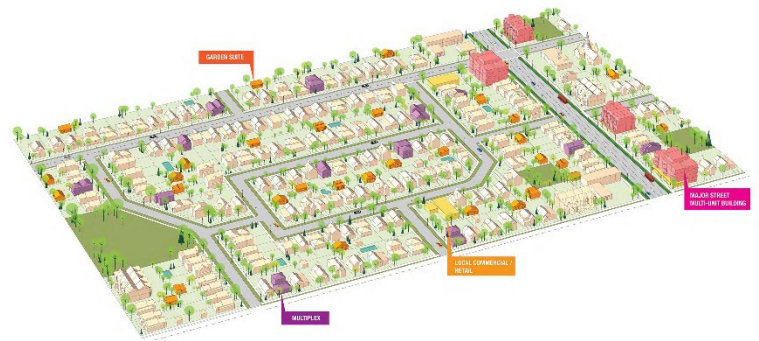 GARDEN SUITE
MAJOR STREET
MULTI-UNIT BUILDING
LOCAL COMMERCIAL /
RETAIL
MULTIPLEX